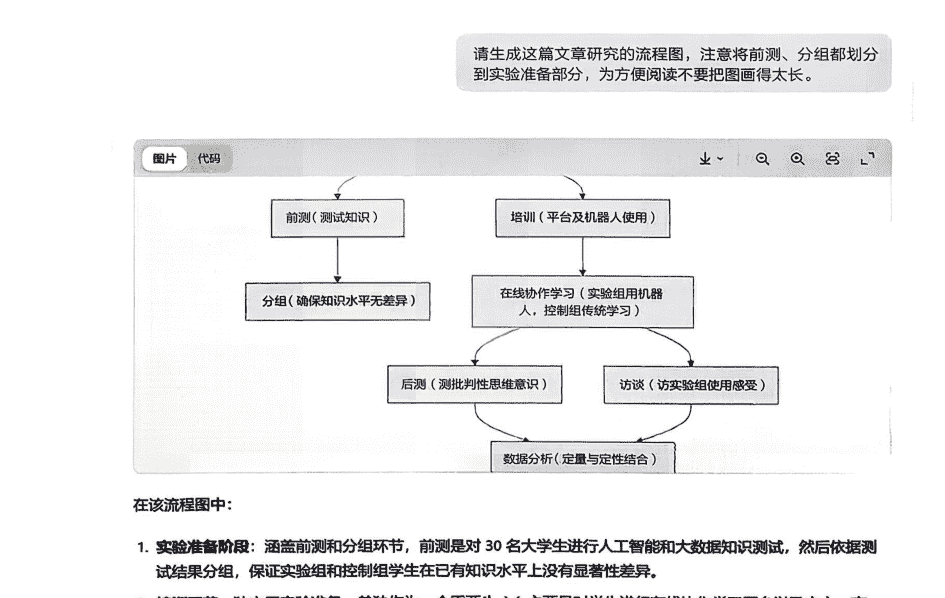 请生成这篇文章研究的流程图，注意将前测、分组都划分
到实验准备部分，为方便阅读不要把图画得太长。
图片 代码
前测（测试知识）
培训（平台及机器人使用）
分组（确保知识水平无差异）
在线协作学习（实验组用机器
人，控制组传统学习）
后测（测批判性思维意识）
访谈（访实验组使用感受）
数据分析（定量与定性结合）
在该流程图中：
1. 实验准备阶段：涵盖前测和分组环节，前测是对 30 名大学生进行人工智能和大数据知识测试，然后依据测
试结果分组，保证实验组和控制组学生在已有知识水平上没有显著性差异。